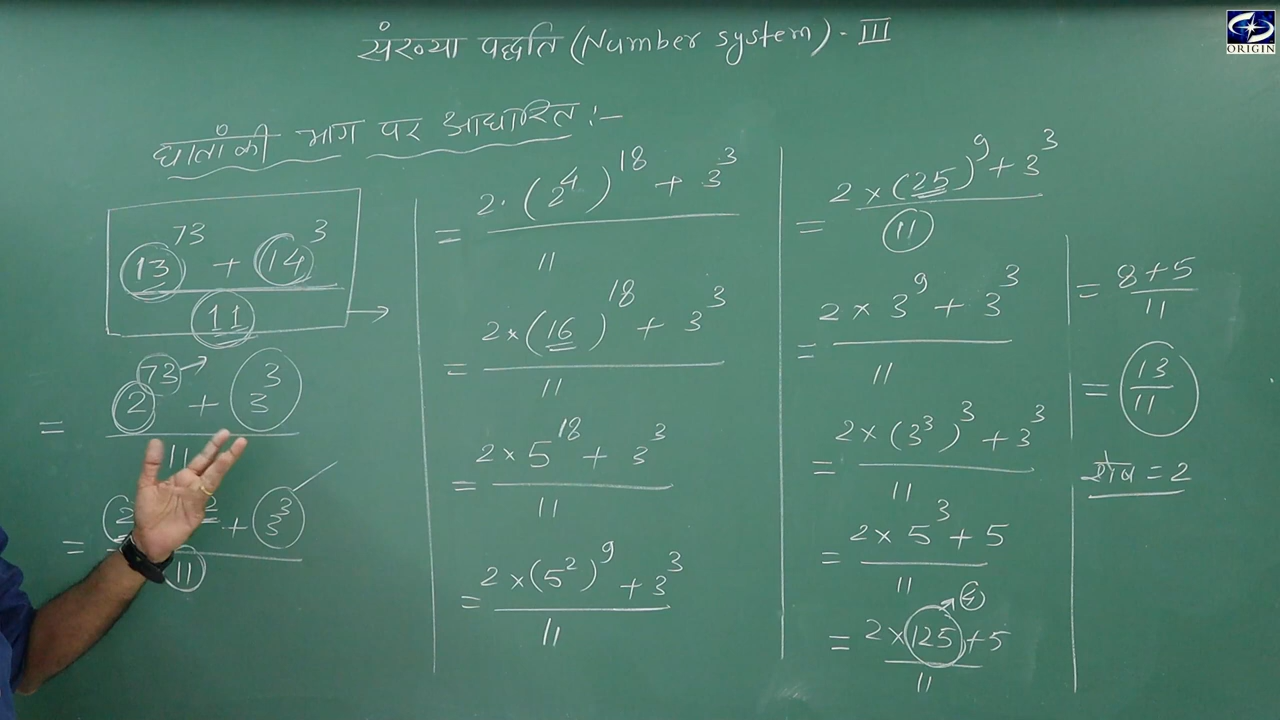 संख्या पद्धति (Number system) - III
ORIGIN
घातांकी भाग पर आधारित :-
13^73 + 14^3
11
= 2^73 + 3^3
11
= 2 2 + 3^3
11
= 2.(2^4)^18 + 3^3
11
= 2×(16)^18 + 3^3
11
= 2×5^18 + 3^3
11
= 2×(5^2)^9 + 3^3
11
= 2×(25)^9 + 3^3
11
= 2×3^9 + 3^3
11
= 2×(3^3)^3 + 3^3
11
= 2×5^3 + 5
11
= 2×125 + 5
11
= 8+5
11
= 13
11
शेष = 2